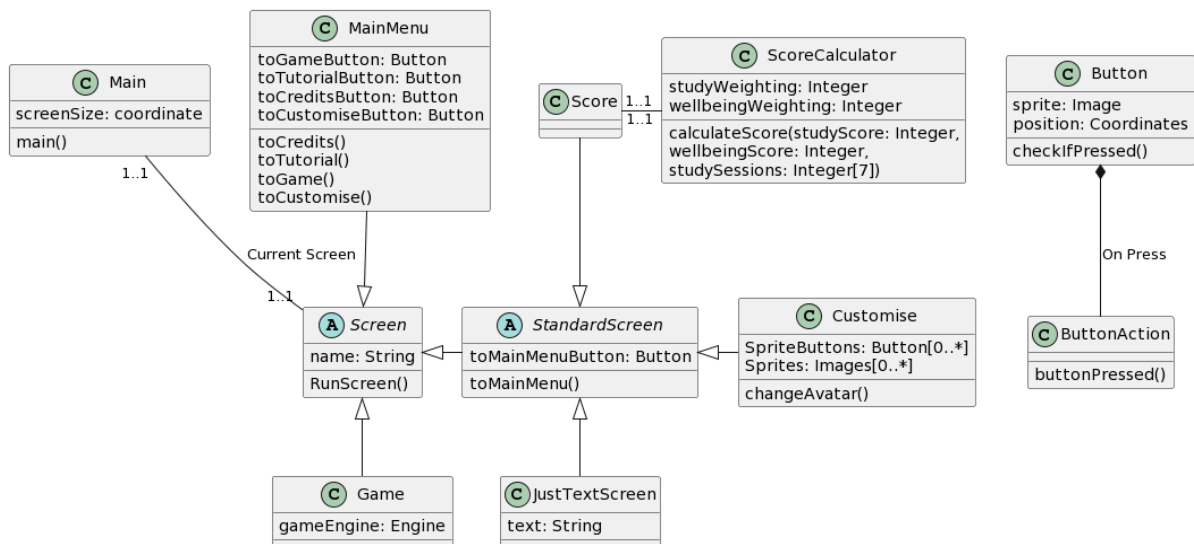 C Main
screenSize: coordinate
main()
1..1
C MainMenu
toGameButton: Button
toTutorialButton: Button
toCreditsButton: Button
toCustomiseButton: Button
toCredits()
toTutorial()
toGame()
toCustomise()
Current Screen
1..1
C Score
1..1
1..1
C ScoreCalculator
studyWeighting: Integer
wellbeingWeighting: Integer
calculateScore(studyScore: Integer,
wellbeingScore: Integer,
studySessions: Integer[7])
C Button
sprite: Image
position: Coordinates
checkIfPressed()
On Press
A Screen
name: String
RunScreen()
A StandardScreen
toMainMenuButton: Button
toMainMenu()
C Customise
SpriteButtons: Button[0..*]
Sprites: Images[0..*]
changeAvatar()
C ButtonAction
buttonPressed()
C Game
gameEngine: Engine
C JustTextScreen
text: String